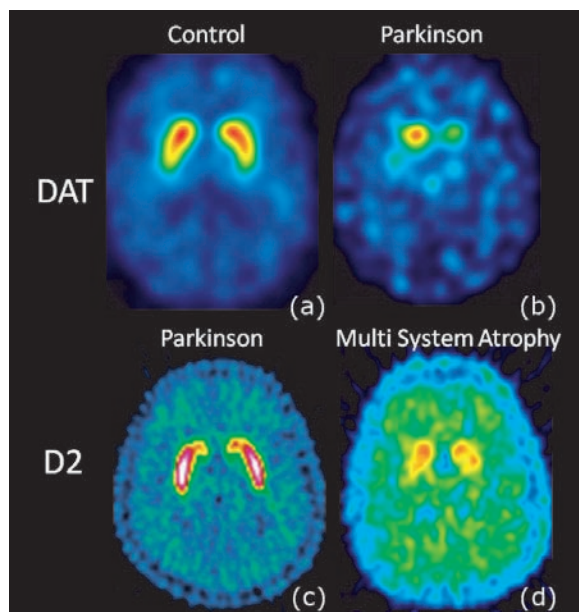 Control
Parkinson
DAT
(a)
(b)
Parkinson
Multi System Atrophy
D2
(c)
(d)